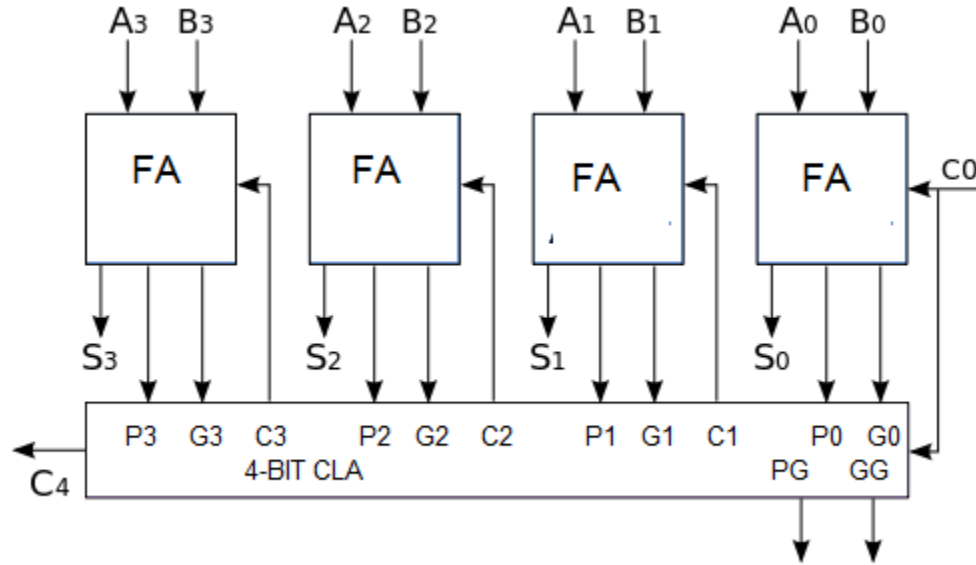 A3 B3 A2 B2 A1 B1 A0 B0
FA FA FA FA C0
S3 S2 S1 S0
P3 G3 C3 P2 G2 C2 P1 G1 C1 P0 G0
4-BIT CLA PG GG
C4